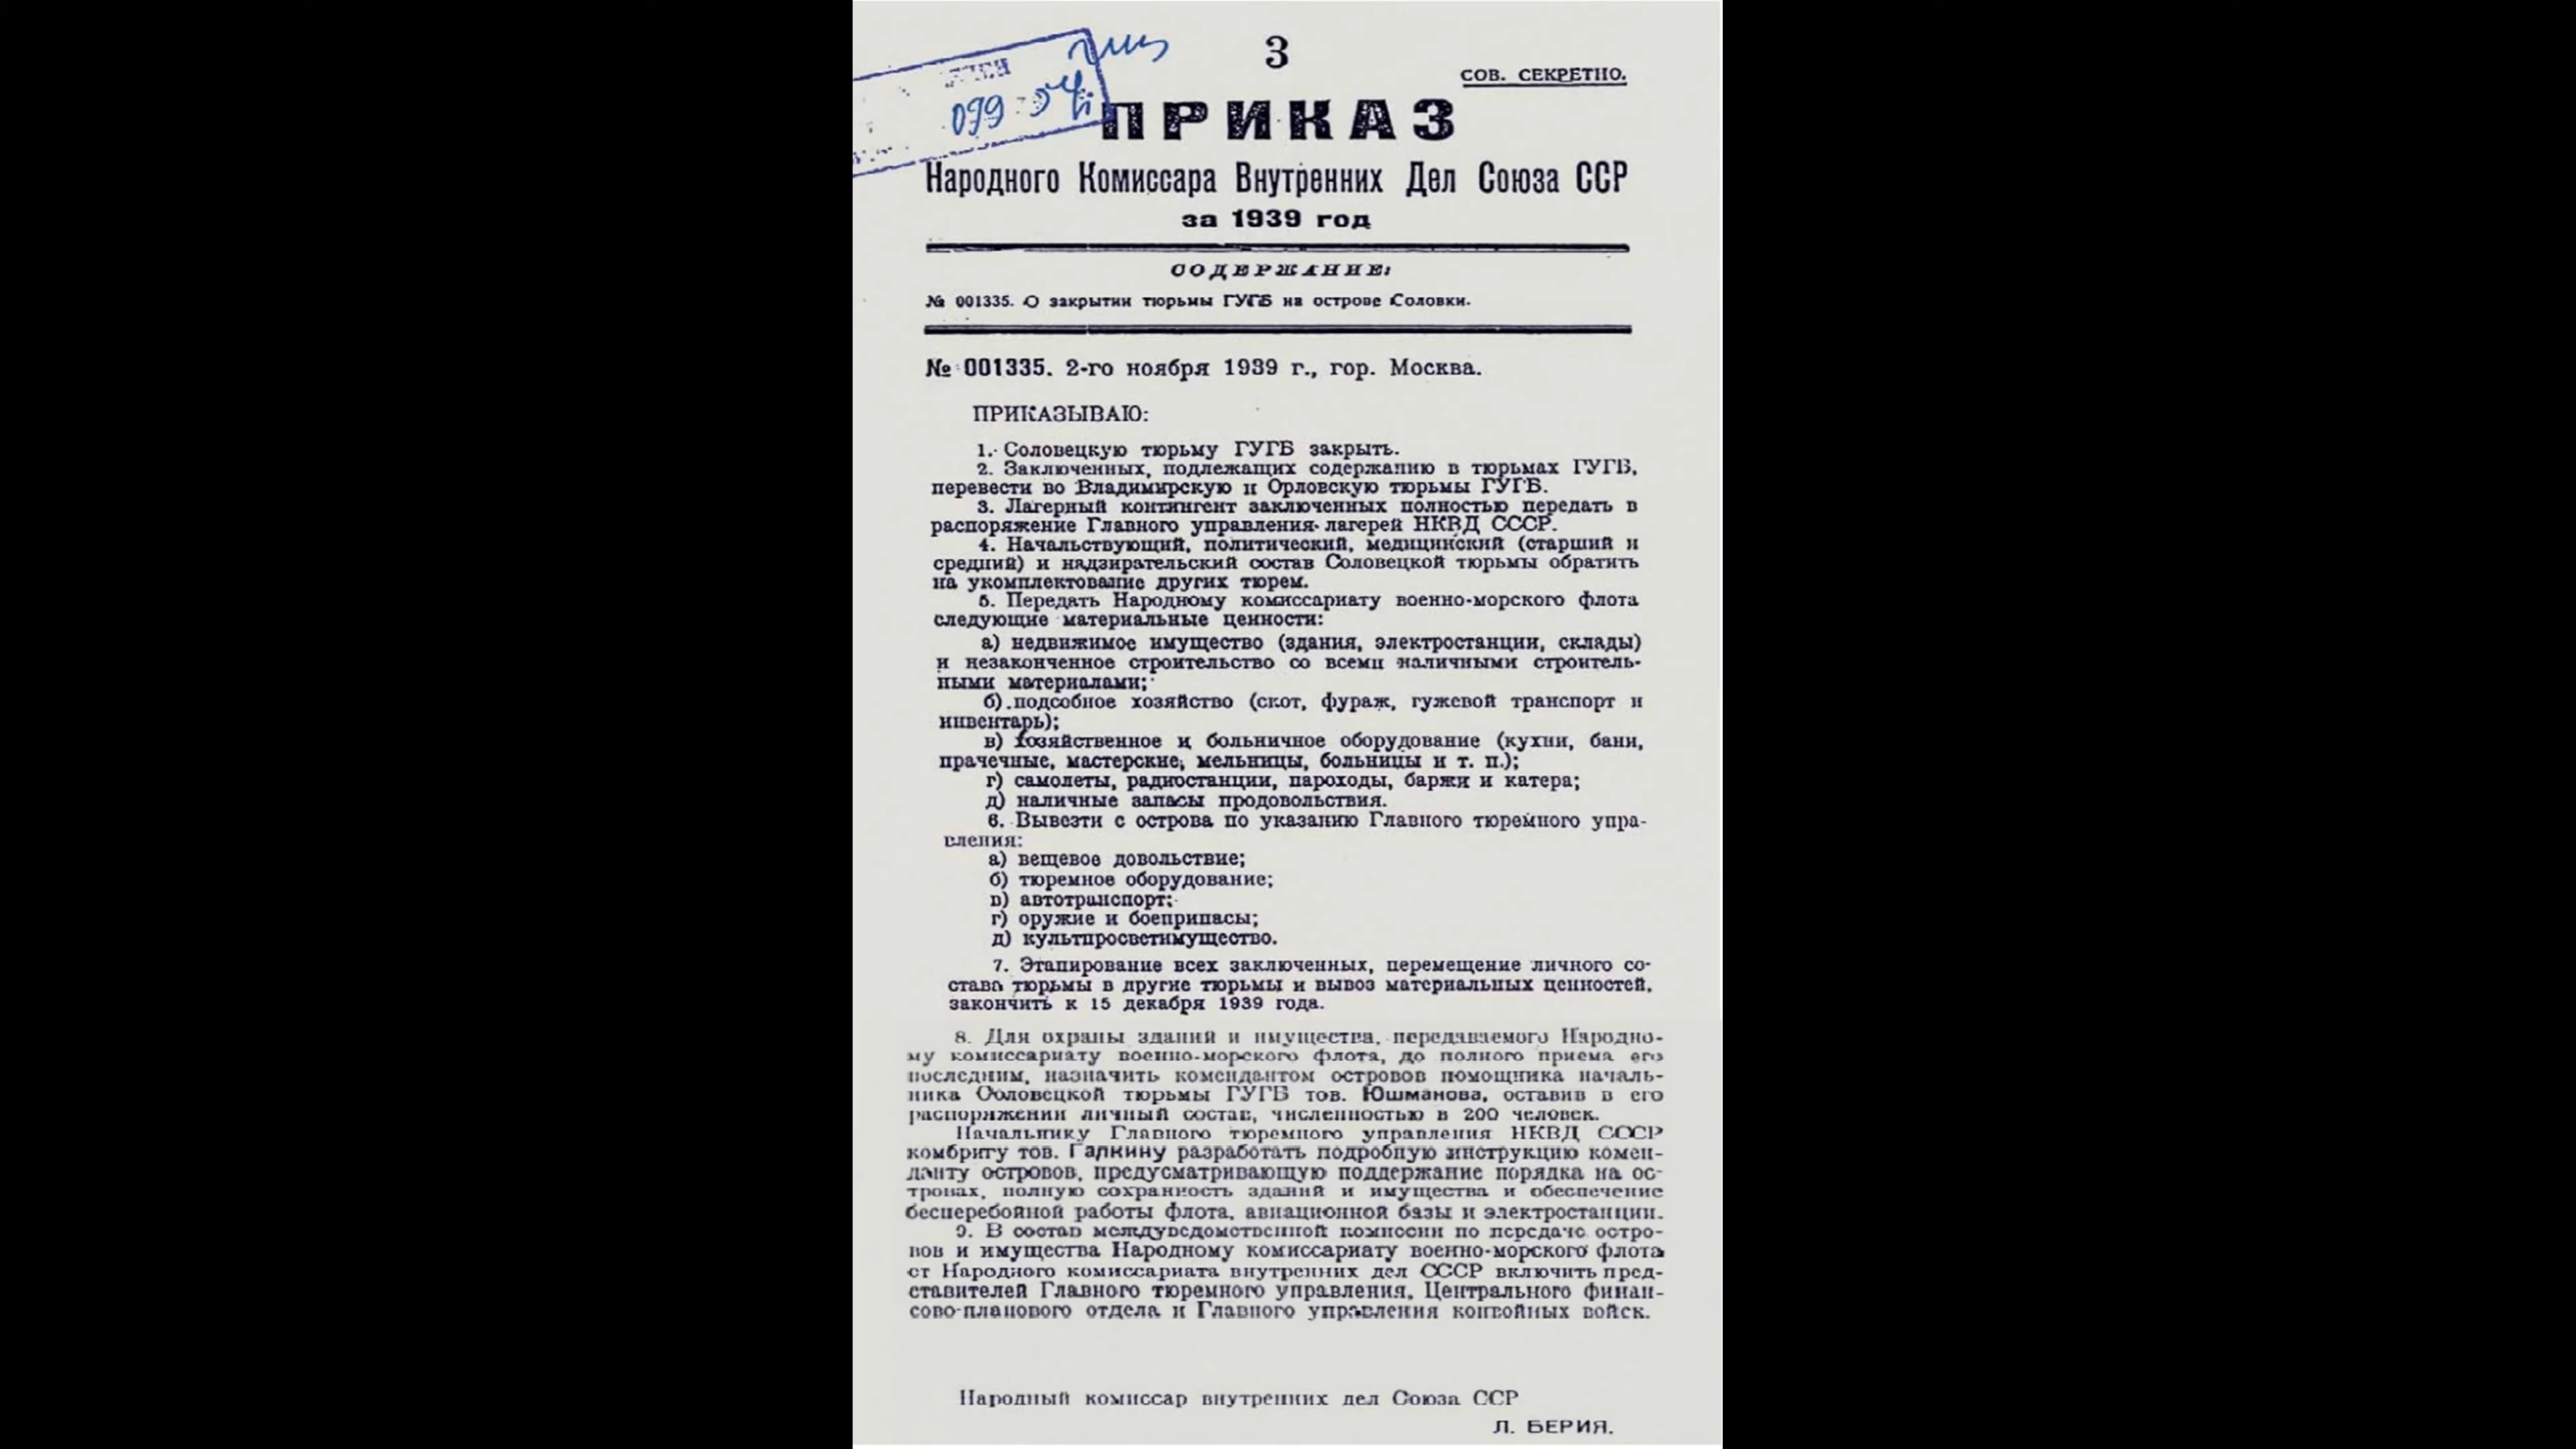 3
СОВ. СЕКРЕТНО.
099
ПРИКАЗ
Народного Комиссара Внутренних Дел Союза ССР
за 1939 год
СОДЕРЖАНИЕ:
№ 001335. О закрытии тюрьмы ГУГБ на острове Соловки.
№ 001335. 2-го ноября 1939 г., гор. Москва.
ПРИКАЗЫВАЮ:
1. Соловецкую тюрьму ГУГБ закрыть.
2. Заключенных, подлежащих содержанию в тюрьмах ГУГБ,
перевести во Владимирскую и Орловскую тюрьмы ГУГБ.
3. Лагерный контингент заключенных полностью передать в
распоряжение Главного управления лагерей НКВД СССР.
4. Начальствующий, политический, медицинский (старший и
средний) и надзирательский состав Соловецкой тюрьмы обратить
на укомплектование других тюрем.
5. Передать Народному комиссариату военно-морского флота
следующие материальные ценности:
а) недвижимое имущество (здания, электростанции, склады)
и незаконченное строительство со всеми наличными строитель-
ными материалами;
б) подсобное хозяйство (скот, фураж, гужевой транспорт и
инвентарь);
в) хозяйственное и больничное оборудование (кухни, бани,
прачечные, мастерские, мельницы, больницы и т. п.);
г) самолеты, радиостанции, пароходы, баржи и катера;
д) наличные запасы продовольствия.
6. Вывезти с острова по указанию Главного тюремного упра-
вления:
а) вещевое довольствие;
б) тюремное оборудование;
в) автотранспорт;
г) оружие и боеприпасы;
д) культпросветимущество.
7. Этапирование всех заключенных, перемещение личного со-
става тюрьмы в другие тюрьмы и вывоз материальных ценностей,
закончить к 15 декабря 1939 года.
8. Для охраны зданий и имущества, передаваемого Народно-
му комиссариату военно-морского флота, до полного приема его
последним, назначить комендантом островов помощника началь-
ника Соловецкой тюрьмы ГУГБ тов. Юшманова, оставив в его
распоряжении личный состав, численностью в 200 человек.
Начальнику Главного тюремного управления НКВД СССР
комбригу тов. Галкину разработать подробную инструкцию комен-
данту островов, предусматривающую поддержание порядка на ос-
тровах, полную сохранность зданий и имущества и обеспечение
бесперебойной работы флота, авиационной базы и электростанции.
9. В состав междуведомственной комиссии по передаче остро-
вов и имущества Народному комиссариату военно-морского флота
от Народного комиссариата внутренних дел СССР включить пред-
ставителей Главного тюремного управления, Центрального финан-
сово-планового отдела и Главного управления конвойных войск.
Народный комиссар внутренних дел Союза ССР
Л. БЕРИЯ.